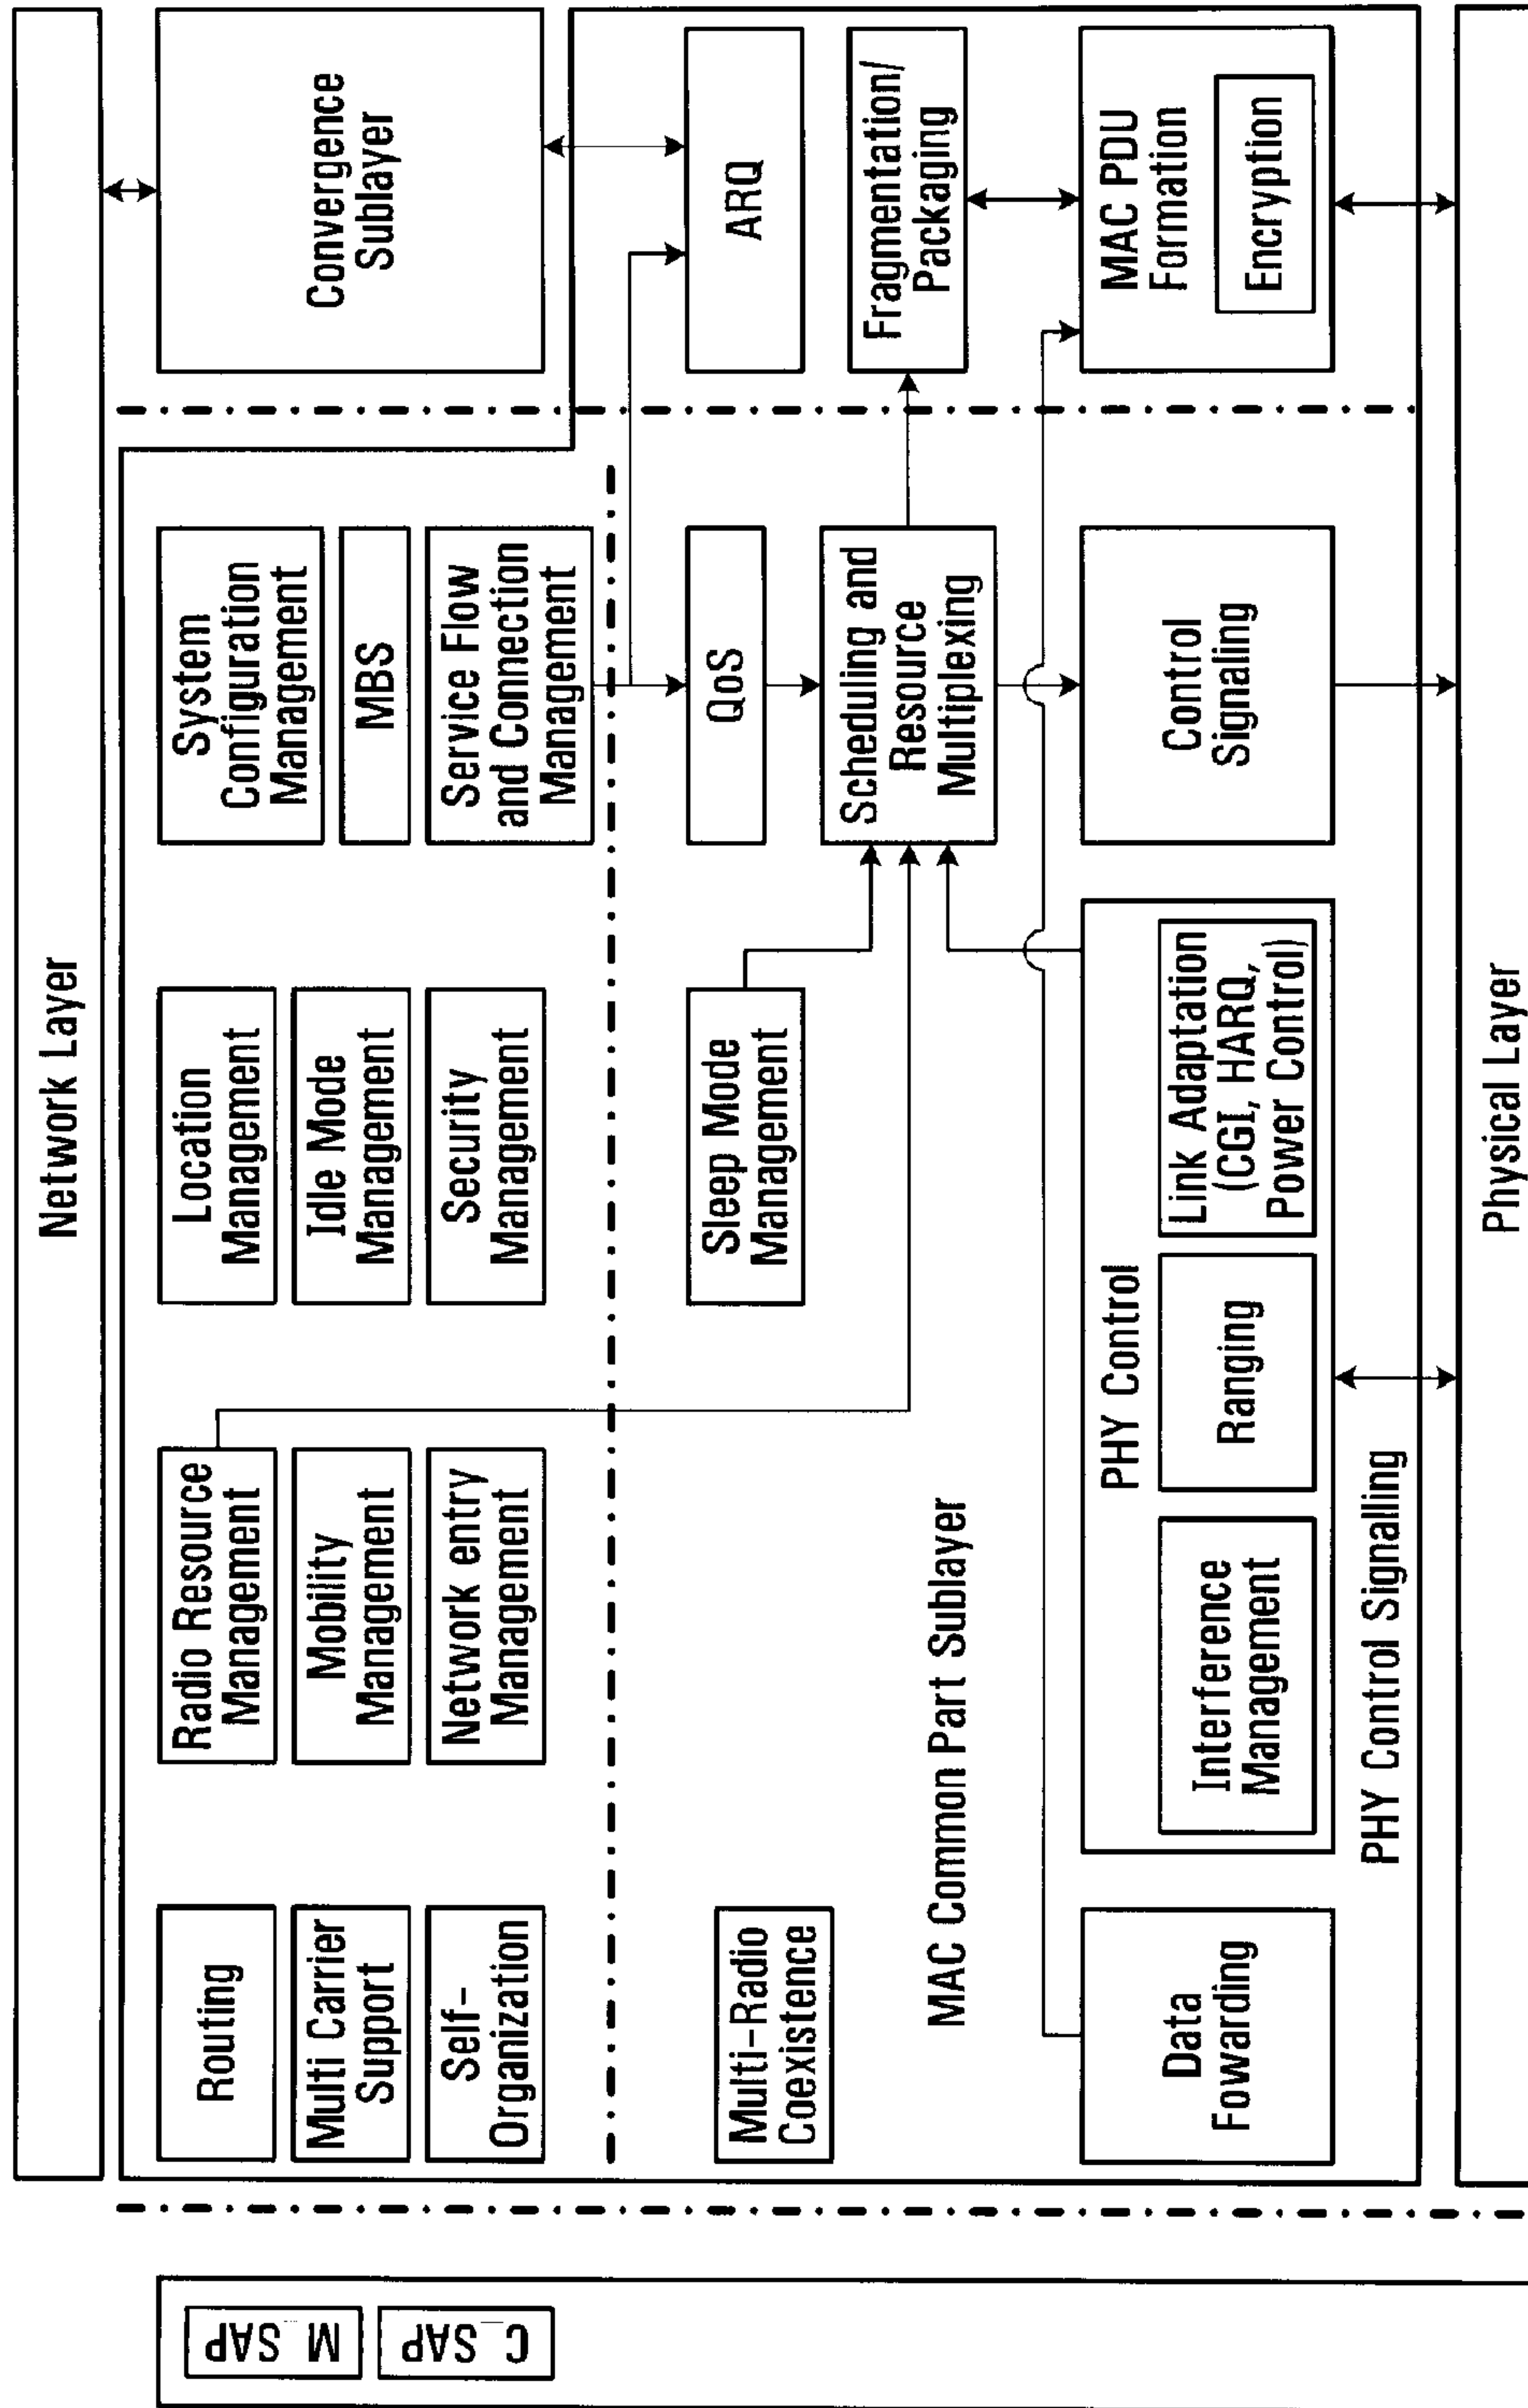 Network Layer
M_SAP
C_SAP
Routing
Multi Carrier
Support
Self-
Organization
Radio Resource
Management
Mobility
Management
Network entry
Management
Location
Management
Idle Mode
Management
Security
Management
System
Configuration
Management
MBS
Service Flow
and Connection
Management
Convergence
Sublayer
Multi-Radio
Coexistence
Sleep Mode
Management
QoS
ARQ
Scheduling and
Resource
Multiplexing
Fragmentation/
Packaging
MAC Common Part Sublayer
Data
Fowarding
PHY Control
Interference
Management
Ranging
Link Adaptation
(CGI, HARQ,
Power Control)
Control
Signaling
MAC PDU
Formation
Encryption
PHY Control Signalling
Physical Layer